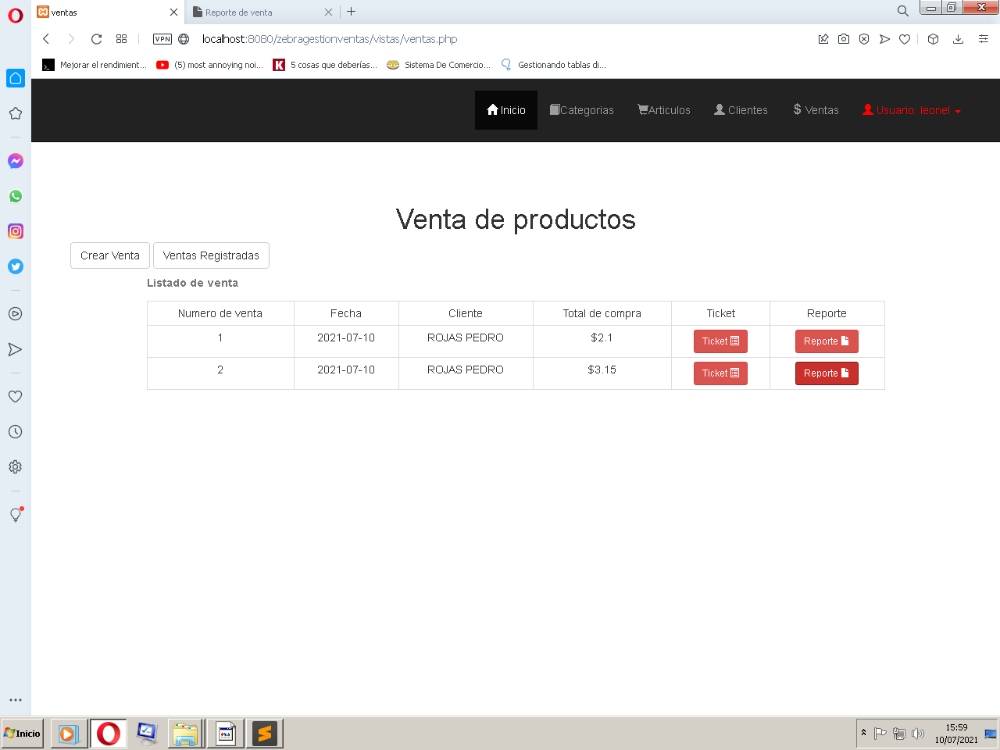 ventas
Reporte de venta
VPN
localhost:8080/zebragestionventas/vistas/ventas.php
Mejorar el rendimient...
(5) most annoying noi...
5 cosas que deberías...
Sistema De Comercio...
Gestionando tablas di...
Inicio
Categorias
Articulos
Clientes
$ Ventas
Usuario: leonel
Venta de productos
Crear Venta
Ventas Registradas
Listado de venta
Numero de venta Fecha Cliente Total de compra Ticket Reporte
1 2021-07-10 ROJAS PEDRO $2.1 Ticket Reporte
2 2021-07-10 ROJAS PEDRO $3.15 Ticket Reporte
Inicio
15:59
10/07/2021